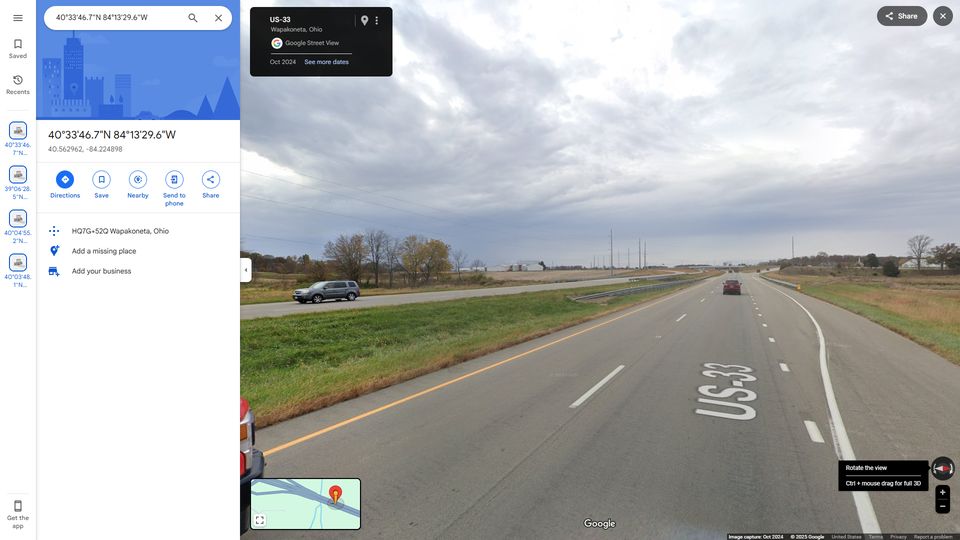 40°33'46.7"N 84°13'29.6"W
Saved
Recents
40°33'46.
7"N...
39°06'28.
5"N...
40°04'55.
2"N...
40°03'48.
1"N...
Get the
app
40°33'46.7"N 84°13'29.6"W
40.562962, -84.224898
Directions
Save
Nearby
Send to
phone
Share
HQ7G+52Q Wapakoneta, Ohio
Add a missing place
Add your business
US-33
Wapakoneta, Ohio
Google Street View
Oct 2024 See more dates
Share
US-33
Rotate the view
Ctrl + mouse drag for full 3D
Google
Image capture: Oct 2024 © 2025 Google United States Terms Privacy Report a problem